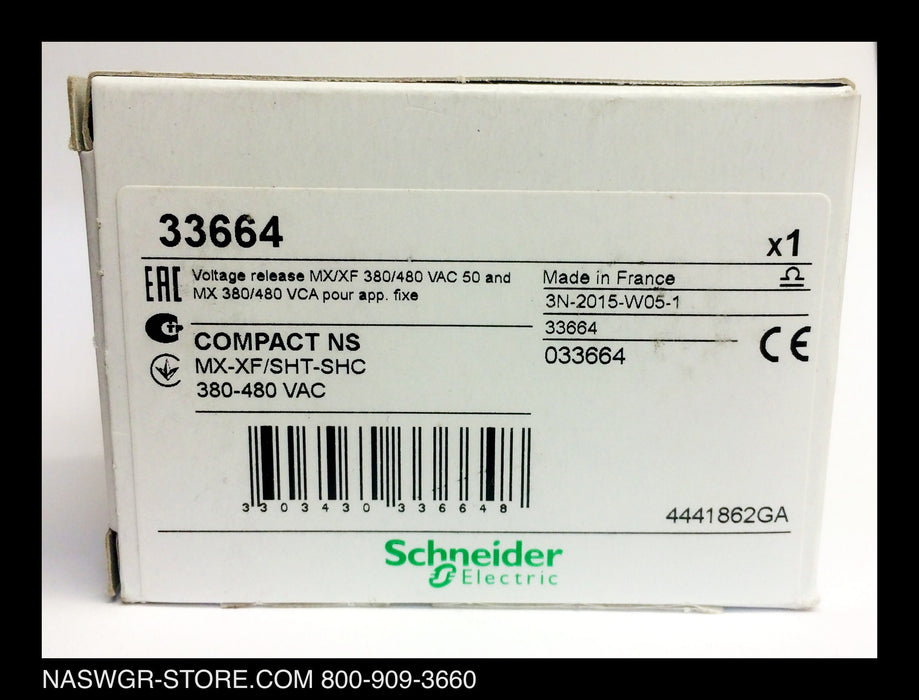 33664
x1
EAC
Voltage release MX/XF 380/480 VAC 50 and
MX 380/480 VCA pour app. fixe
Made in France
3N-2015-W05-1
33664
033664
CE
COMPACT NS
MX-XF/SHT-SHC
380-480 VAC
3 303430 336648
4441862GA
Schneider
Electric
NASWGR-STORE.COM 800-909-3660